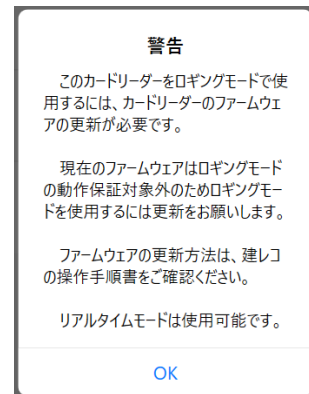 警告
このカードリーダーをロギングモードで使
用するには、カードリーダーのファームウェ
アの更新が必要です。
現在のファームウェアはロギングモード
の動作保証対象外のためロギングモー
ドを使用するには更新をお願いします。
ファームウェアの更新方法は、建レコ
の操作手順書をご確認ください。
リアルタイムモードは使用可能です。
OK